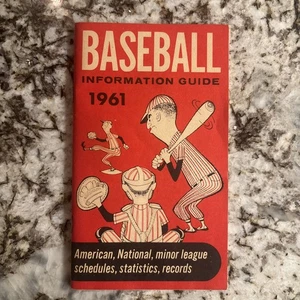 BASEBALL
INFORMATION GUIDE
1961
American, National, minor league
schedules, statistics, records